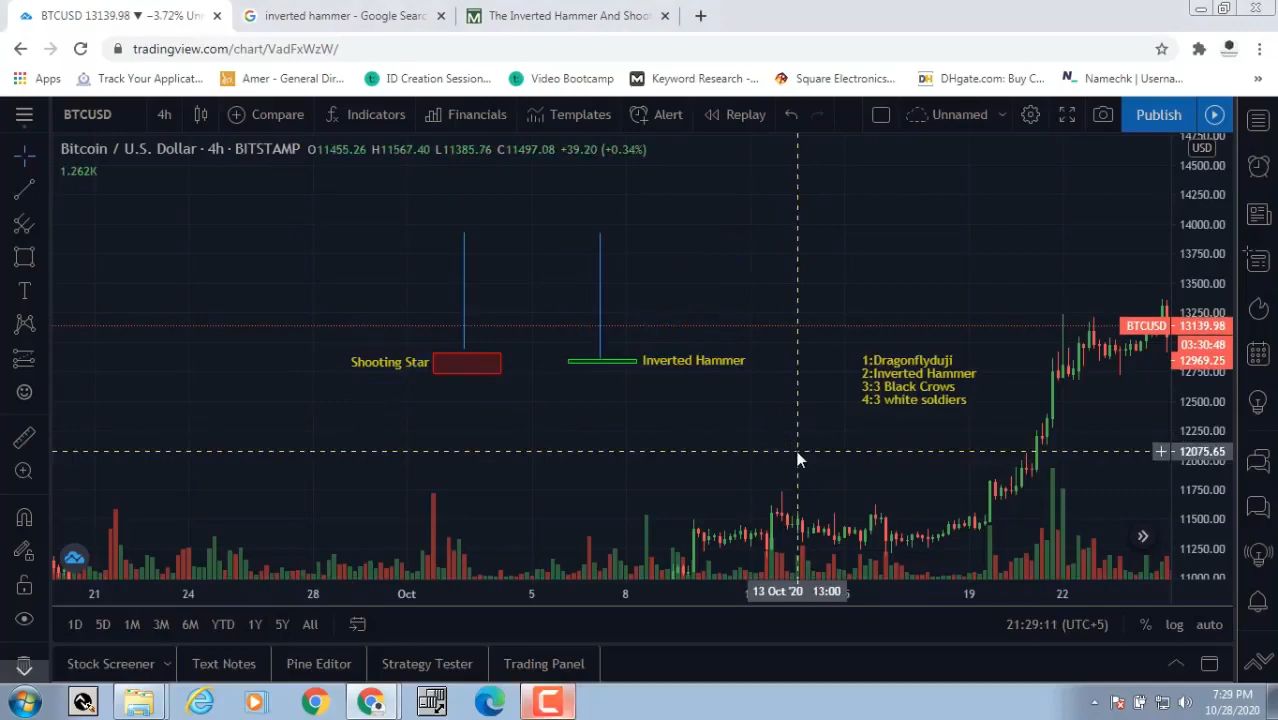 BTCUSD 13139.98 ▼ −3.72% Unn
inverted hammer - Google Searc
The Inverted Hammer And Shoo
tradingview.com/chart/VadFxWzW/
Apps
Track Your Applicat...
Amer - General Dir...
ID Creation Session...
Video Bootcamp
Keyword Research -...
Square Electronics...
DHgate.com: Buy C...
Namechk | Userna...
»
BTCUSD
4h
Compare
Indicators
Financials
Templates
Alert
Replay
Unnamed
Publish
Bitcoin / U.S. Dollar · 4h · BITSTAMP O11455.26 H11567.40 L11385.76 C11497.08 +39.20 (+0.34%)
1.262K
14750.00
USD
14500.00
14250.00
14000.00
13750.00
13500.00
13250.00
BTCUSD 13139.98
03:30:48
12969.25
12750.00
12500.00
12250.00
12075.65
12000.00
11750.00
11500.00
11250.00
11000.00
Shooting Star
Inverted Hammer
1:Dragonflyduji
2:Inverted Hammer
3:3 Black Crows
4:3 white soldiers
21
24
28
Oct
5
8
13 Oct '20 13:00
19
22
1D 5D 1M 3M 6M YTD 1Y 5Y All
21:29:11 (UTC+5)
% log auto
Stock Screener
Text Notes
Pine Editor
Strategy Tester
Trading Panel
7:29 PM
10/28/2020